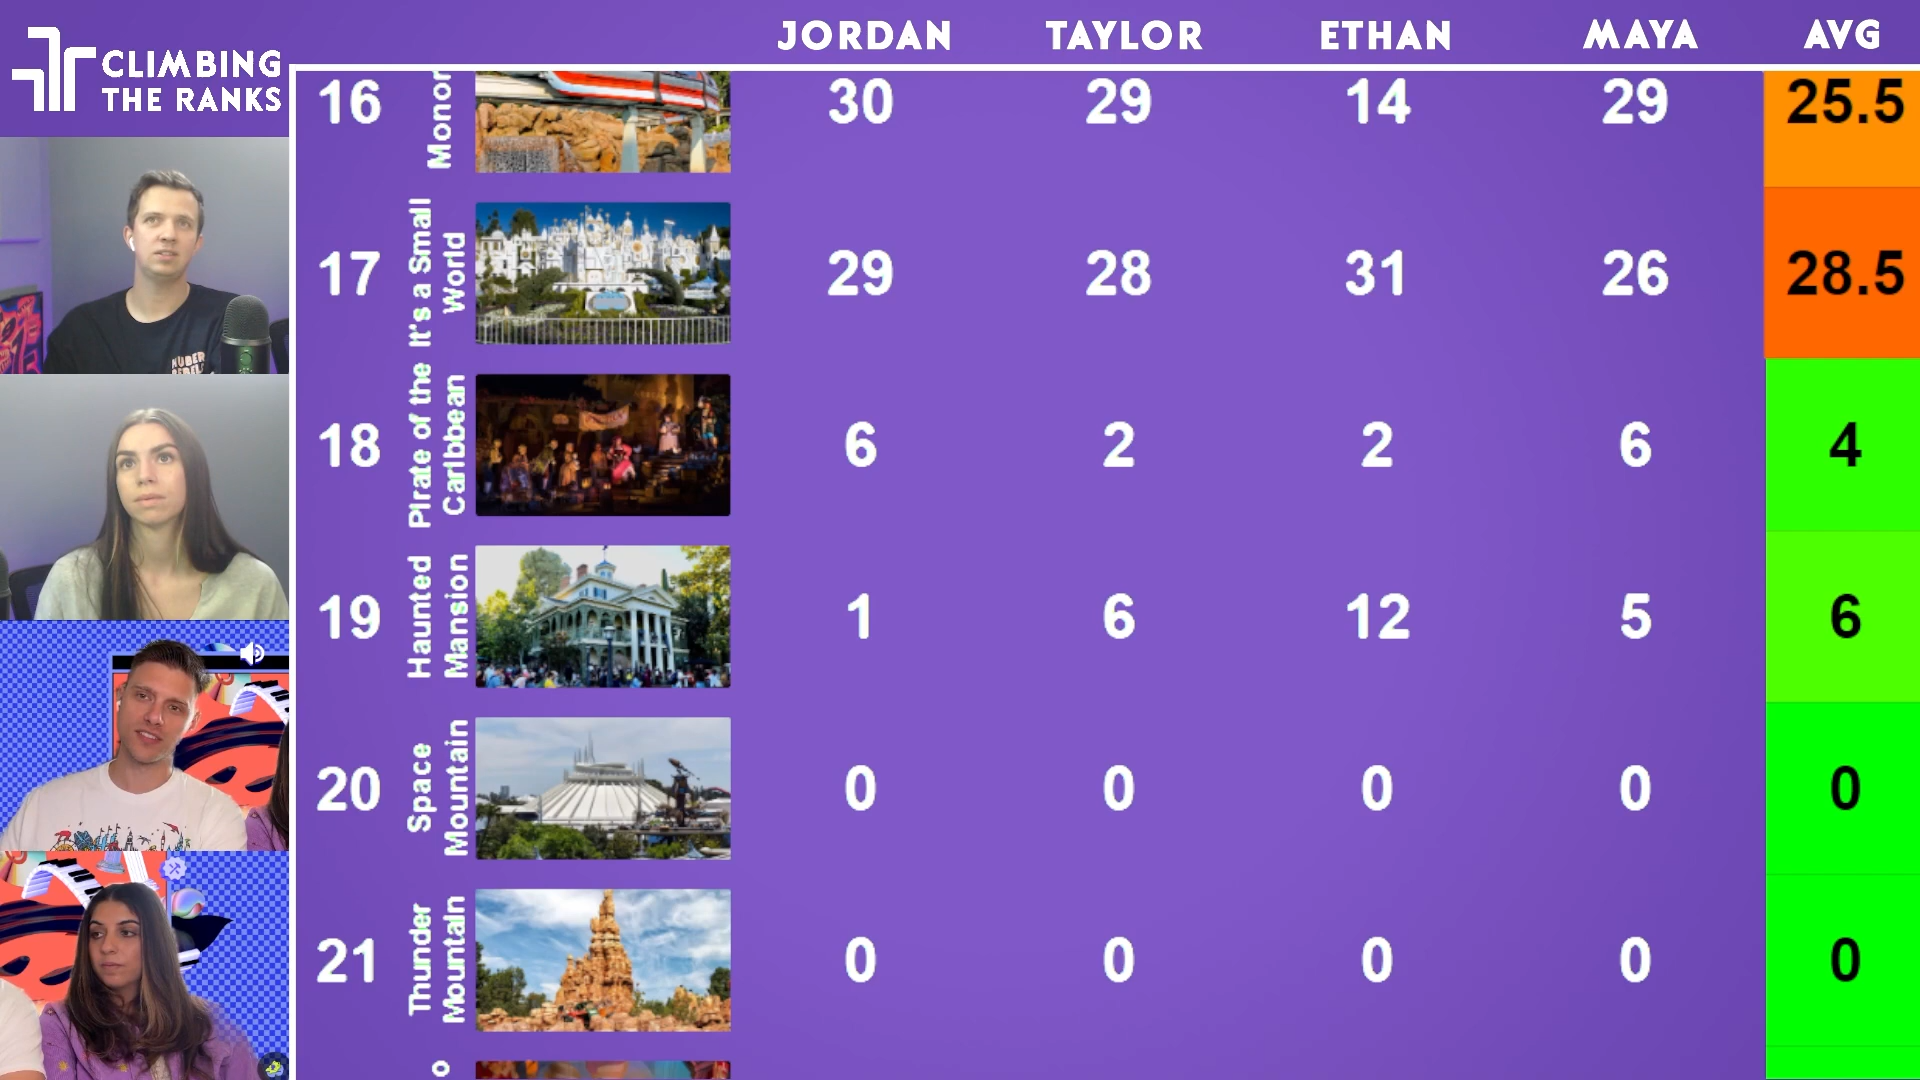 CLIMBING
THE RANKS
JORDAN TAYLOR ETHAN MAYA AVG
16 30 29 14 29 25.5
17 It's a Small
World 29 28 31 26 28.5
18 Pirate of the
Caribbean 6 2 2 6 4
19 Haunted
Mansion 1 6 12 5 6
20 Space
Mountain 0 0 0 0 0
21 Thunder
Mountain 0 0 0 0 0